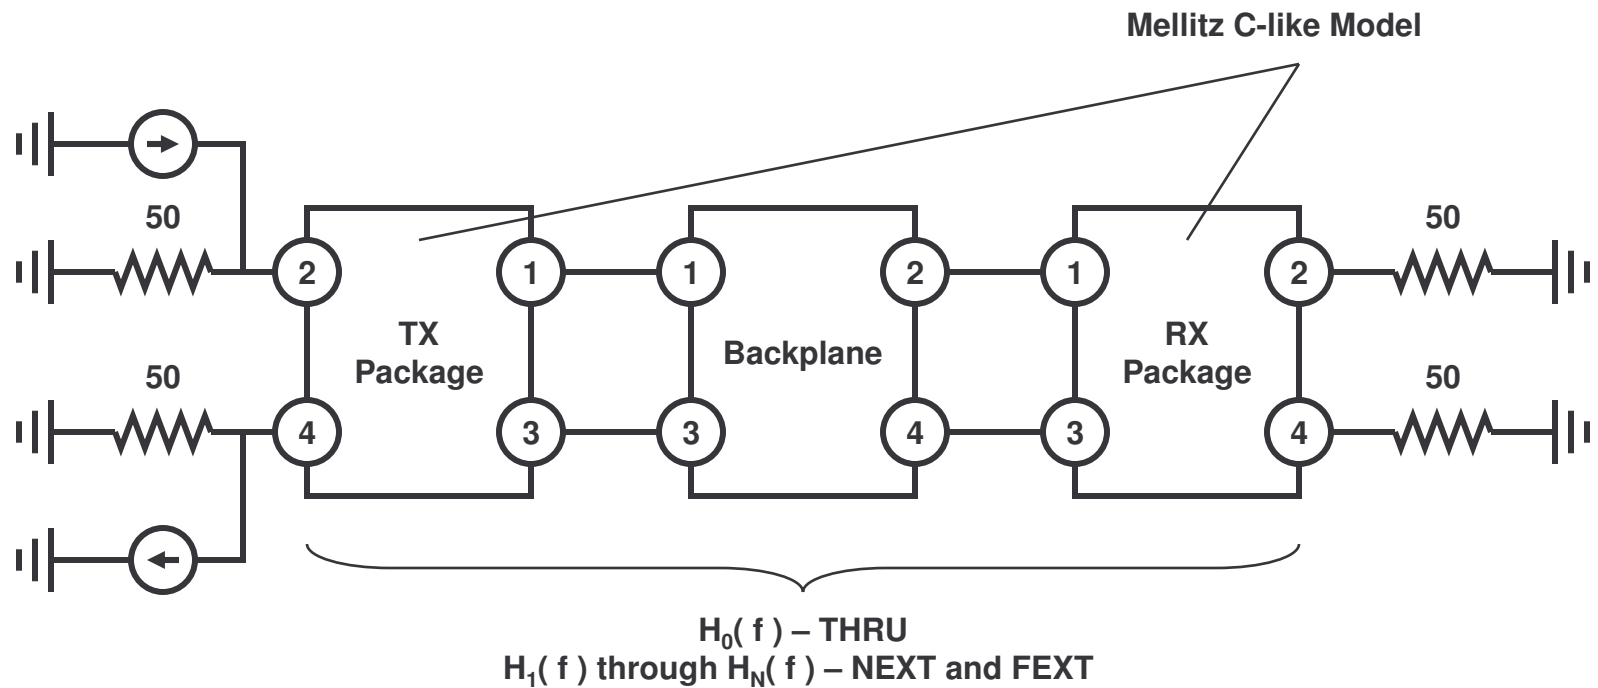 Mellitz C-like Model
50
50
2
1
1
2
1
2
50
TX
Package
Backplane
RX
Package
50
4
3
3
4
3
4
50
H0( f ) – THRU
H1( f ) through HN( f ) – NEXT and FEXT